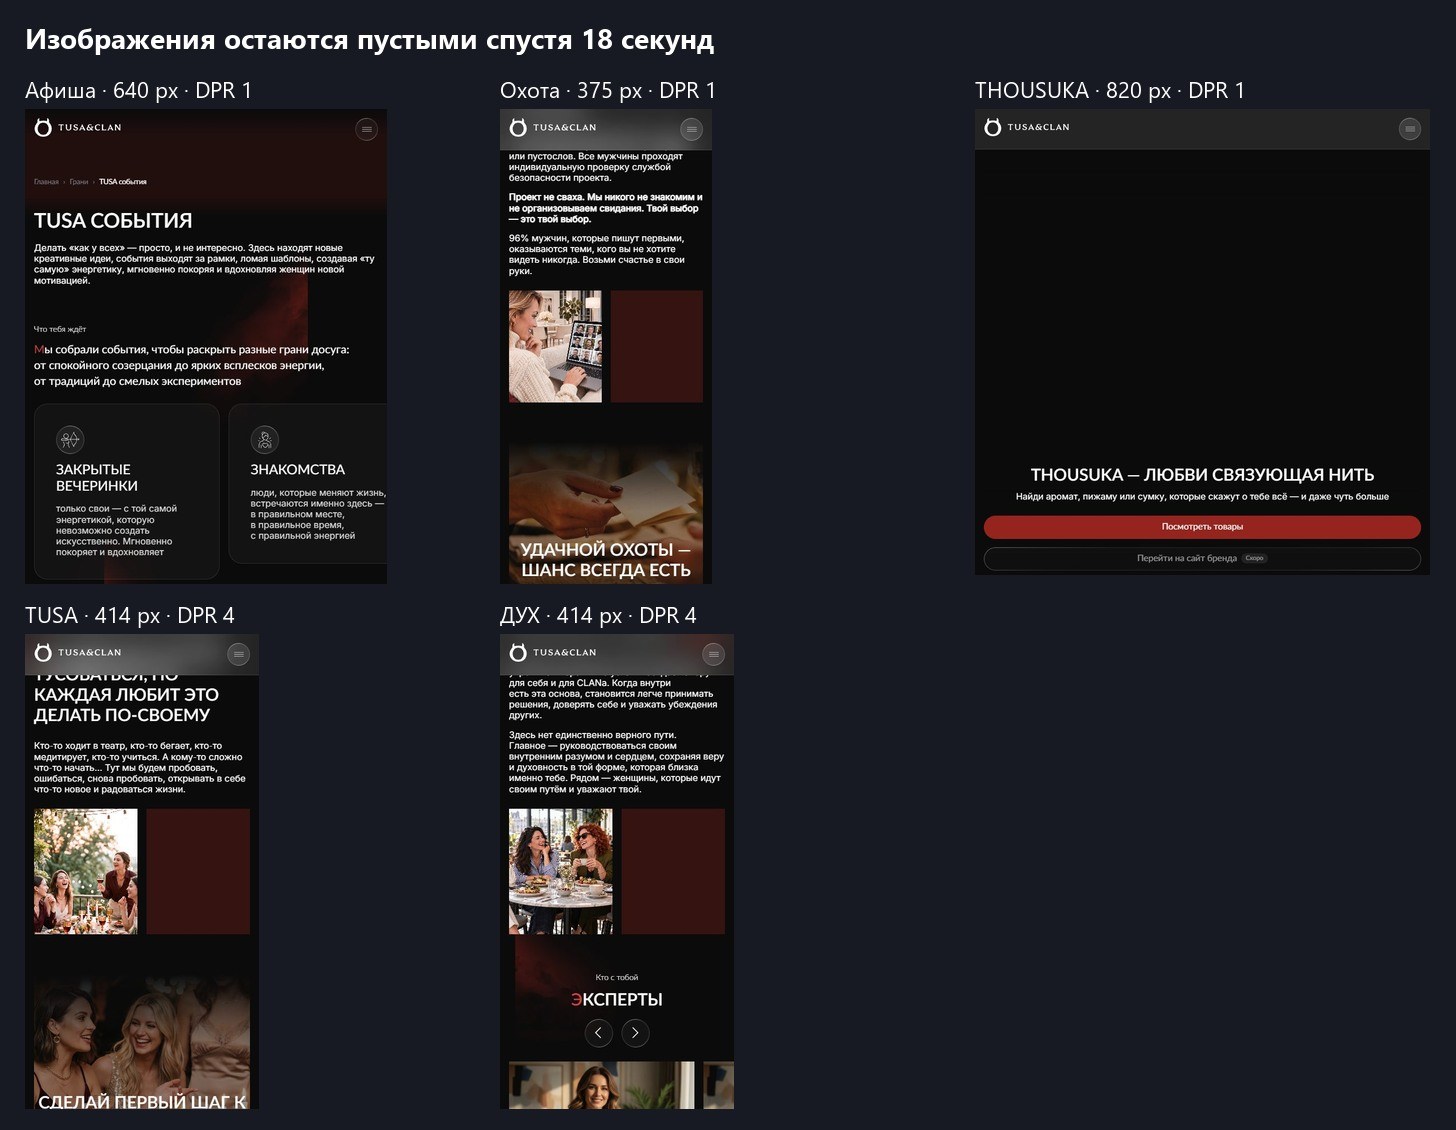 Изображения остаются пустыми спустя 18 секунд
Афиша · 640 px · DPR 1
TUSA&CLAN
Главная › Грани › TUSA события
TUSA СОБЫТИЯ
Делать «как у всех» — просто, и не интересно. Здесь находят новые
креативные идеи, события выходят за рамки, ломая шаблоны, создавая «ту
самую» энергетику, мгновенно покоряя и вдохновляя женщин новой
мотивацией.
Что тебя ждёт
Мы собрали события, чтобы раскрыть разные грани досуга:
от спокойного созерцания до ярких всплесков энергии,
от традиций до смелых экспериментов
ЗАКРЫТЫЕ
ВЕЧЕРИНКИ
только свои — с той самой
энергетикой, которую
невозможно создать
искусственно. Мгновенно
покоряет и вдохновляет
ЗНАКОМСТВА
люди, которые меняют жизнь,
встречаются именно здесь —
в правильном месте,
в правильное время,
с правильной энергией
Охота · 375 px · DPR 1
TUSA&CLAN
или пустослов. Все мужчины проходят
индивидуальную проверку службой
безопасности проекта.
Проект не сваха. Мы никого не знакомим и
не организовываем свидания. Твой выбор
— это твой выбор.
96% мужчин, которые пишут первыми,
оказываются теми, кого вы не хотите
видеть никогда. Возьми счастье в свои
руки.
УДАЧНОЙ ОХОТЫ —
ШАНС ВСЕГДА ЕСТЬ
THOUSUKA · 820 px · DPR 1
TUSA&CLAN
THOUSUKA — ЛЮБВИ СВЯЗУЮЩАЯ НИТЬ
Найди аромат, пижаму или сумку, которые скажут о тебе всё — и даже чуть больше
Посмотреть товары
Перейти на сайт бренда Скоро
TUSA · 414 px · DPR 4
TUSA&CLAN
ТУСОВАТЬСЯ, НО
КАЖДАЯ ЛЮБИТ ЭТО
ДЕЛАТЬ ПО-СВОЕМУ
Кто-то ходит в театр, кто-то бегает, кто-то
медитирует, кто-то учиться. А кому-то сложно
что-то начать... Тут мы будем пробовать,
ошибаться, снова пробовать, открывать в себе
что-то новое и радоваться жизни.
СДЕЛАЙ ПЕРВЫЙ ШАГ К
ДУХ · 414 px · DPR 4
TUSA&CLAN
для себя и для CLANa. Когда внутри
есть эта основа, становится легче принимать
решения, доверять себе и уважать убеждения
других.
Здесь нет единственно верного пути.
Главное — руководствоваться своим
внутренним разумом и сердцем, сохраняя веру
и духовность в той форме, которая близка
именно тебе. Рядом — женщины, которые идут
своим путём и уважают твой.
Кто с тобой
ЭКСПЕРТЫ